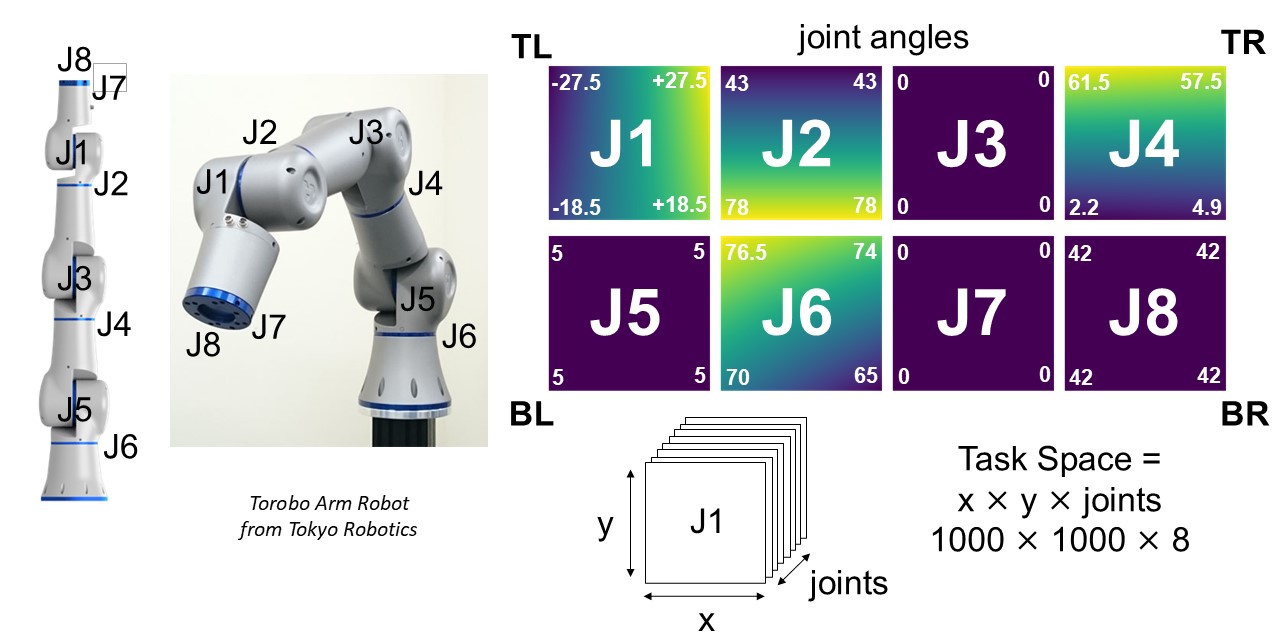 J8
J7
J1
J2
J3
J4
J5
J6
J2
J3
J1
J4
J5
J6
J7
J8
Torobo Arm Robot
from Tokyo Robotics
joint angles
TL
TR
-27.5 +27.5
J1
-18.5 +18.5
43 43
J2
78 78
0 0
J3
0 0
61.5 57.5
J4
2.2 4.9
5 5
J5
5 5
76.5 74
J6
70 65
0 0
J7
0 0
42 42
J8
42 42
BL
BR
J1
y
x
joints
Task Space =
x × y × joints
1000 × 1000 × 8